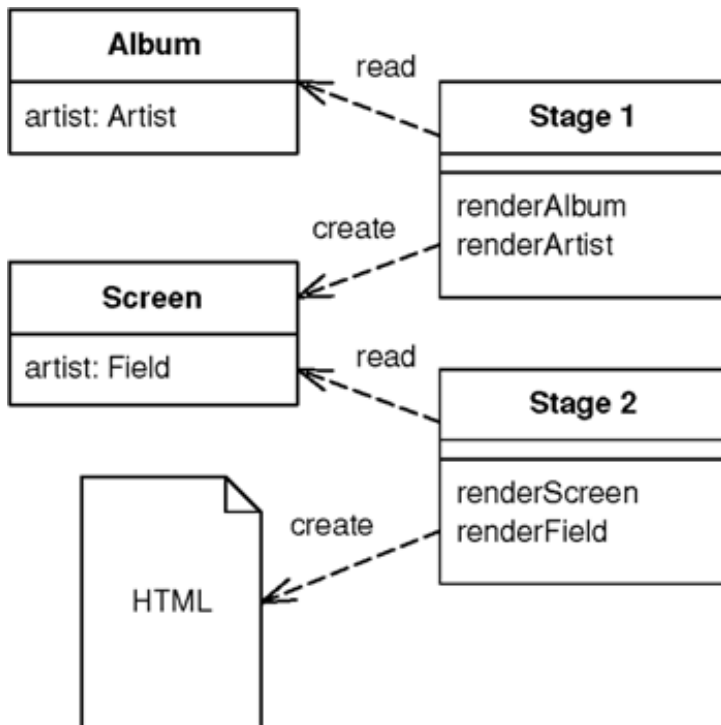 Album
artist: Artist
read
Stage 1
renderAlbum
renderArtist
create
Screen
artist: Field
read
Stage 2
renderScreen
renderField
create
HTML